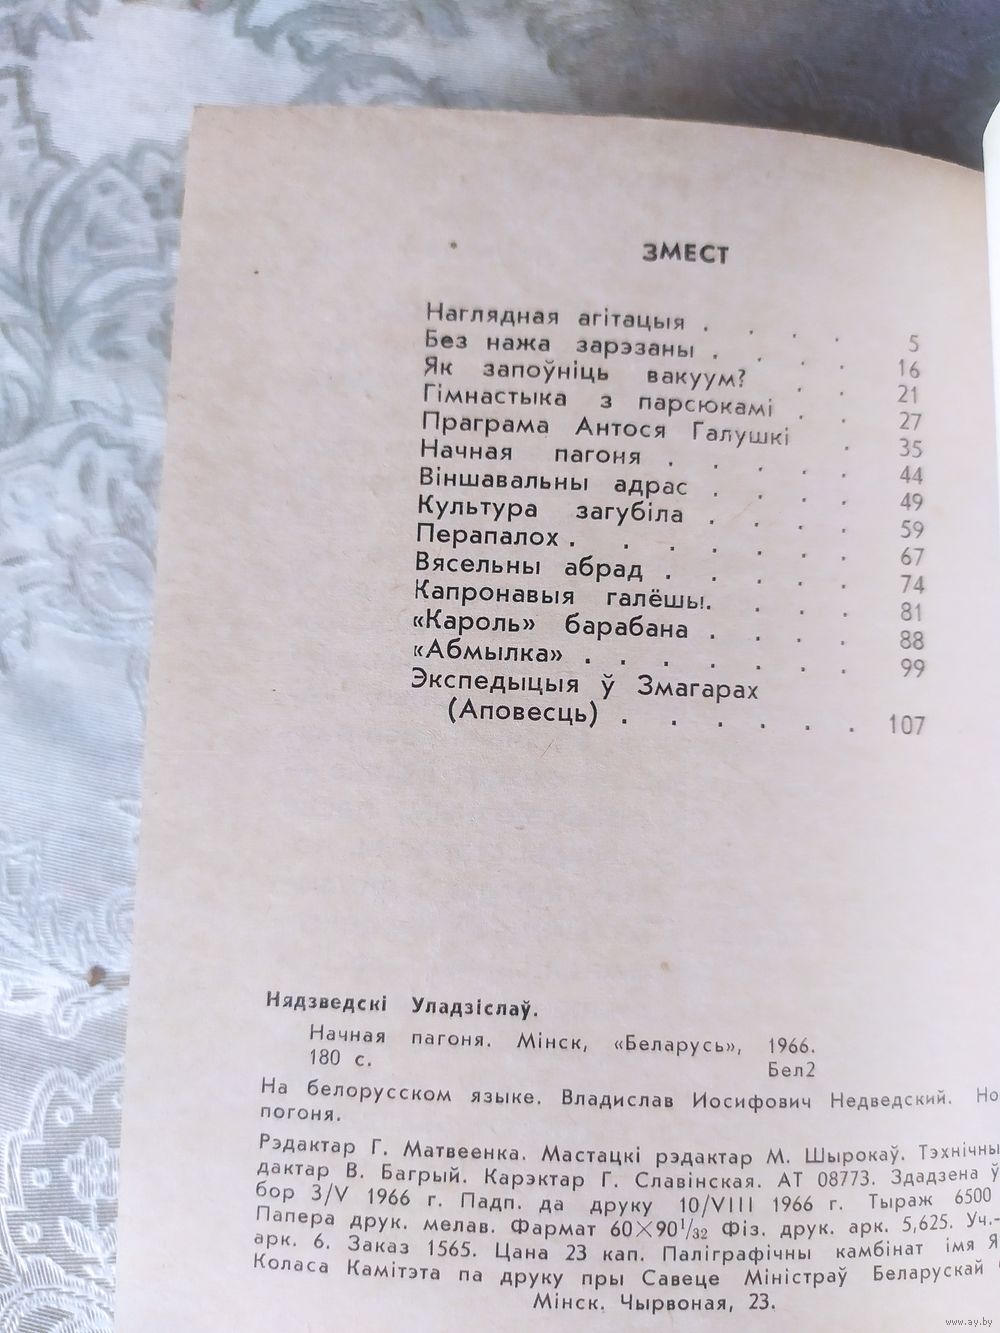 ЗМЕСТ
Наглядная агітацыя . . . . 5
Без нажа зарэзаны . . . . 16
Як запоўніць вакуум? . . 21
Гімнастыка з парсюкамі . . 27
Праграма Антося Галушкі . 35
Начная пагоня . . . . . 44
Віншавальны адрас . . . . 49
Культура загубіла . . . . 59
Перапалох . . . . . . . 67
Вясельны абрад . . . . . 74
Капронавыя галёшы. . . . 81
«Кароль» барабана . . . . 88
«Абмылка» . . . . . . . 99
Экспедыцыя ў Змагарах
(Аповесць) . . . . . . 107
Нядзведскі Уладзіслаў.
Начная пагоня. Мінск, «Беларусь», 1966.
180 с.
Бел2
На белорусском языке. Владислав Иосифович Недведский. Но
погоня.
Рэдактар Г. Матвеенка. Мастацкі рэдактар М. Шырокаў. Тэхнічны
дактар В. Багрый. Карэктар Г. Славінская. АТ 08773. Здадзена ў
бор 3/V 1966 г. Падп. да друку 10/VIII 1966 г. Тыраж 6500
Папера друк. мелав. Фармат 60×90 1/32 Фіз. друк. арк. 5,625. Уч.-
арк. 6. Заказ 1565. Цана 23 кап. Паліграфічны камбінат імя Я
Коласа Камітэта па друку пры Савеце Міністраў Беларускай
Мінск. Чырвоная, 23.
www.ay.by